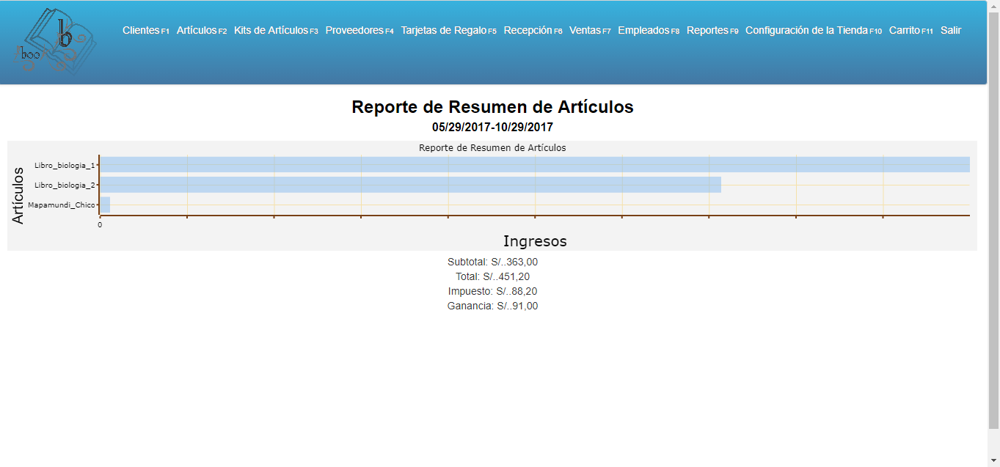 b
boo
Clientes F1 Artículos F2 Kits de Artículos F3 Proveedores F4 Tarjetas de Regalo F5 Recepción F6 Ventas F7 Empleados F8 Reportes F9 Configuración de la Tienda F10 Carrito F11 Salir
Reporte de Resumen de Artículos
05/29/2017-10/29/2017
Reporte de Resumen de Artículos
Artículos
Libro_biologia_1
Libro_biologia_2
Mapamundi_Chico
0
Ingresos
Subtotal: S/..363,00
Total: S/..451,20
Impuesto: S/..88,20
Ganancia: S/..91,00